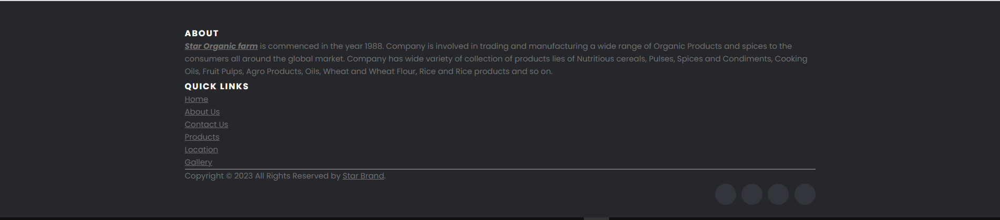 ABOUT
Star Organic farm is commenced in the year 1988. Company is involved in trading and manufacturing a wide range of Organic Products and spices to the
consumers all around the global market. Company has wide variety of collection of products lies of Nutritious cereals, Pulses, Spices and Condiments, Cooking
Oils, Fruit Pulps, Agro Products, Oils, Wheat and Wheat Flour, Rice and Rice products and so on.
QUICK LINKS
Home
About Us
Contact Us
Products
Location
Gallery
Copyright © 2023 All Rights Reserved by Star Brand.